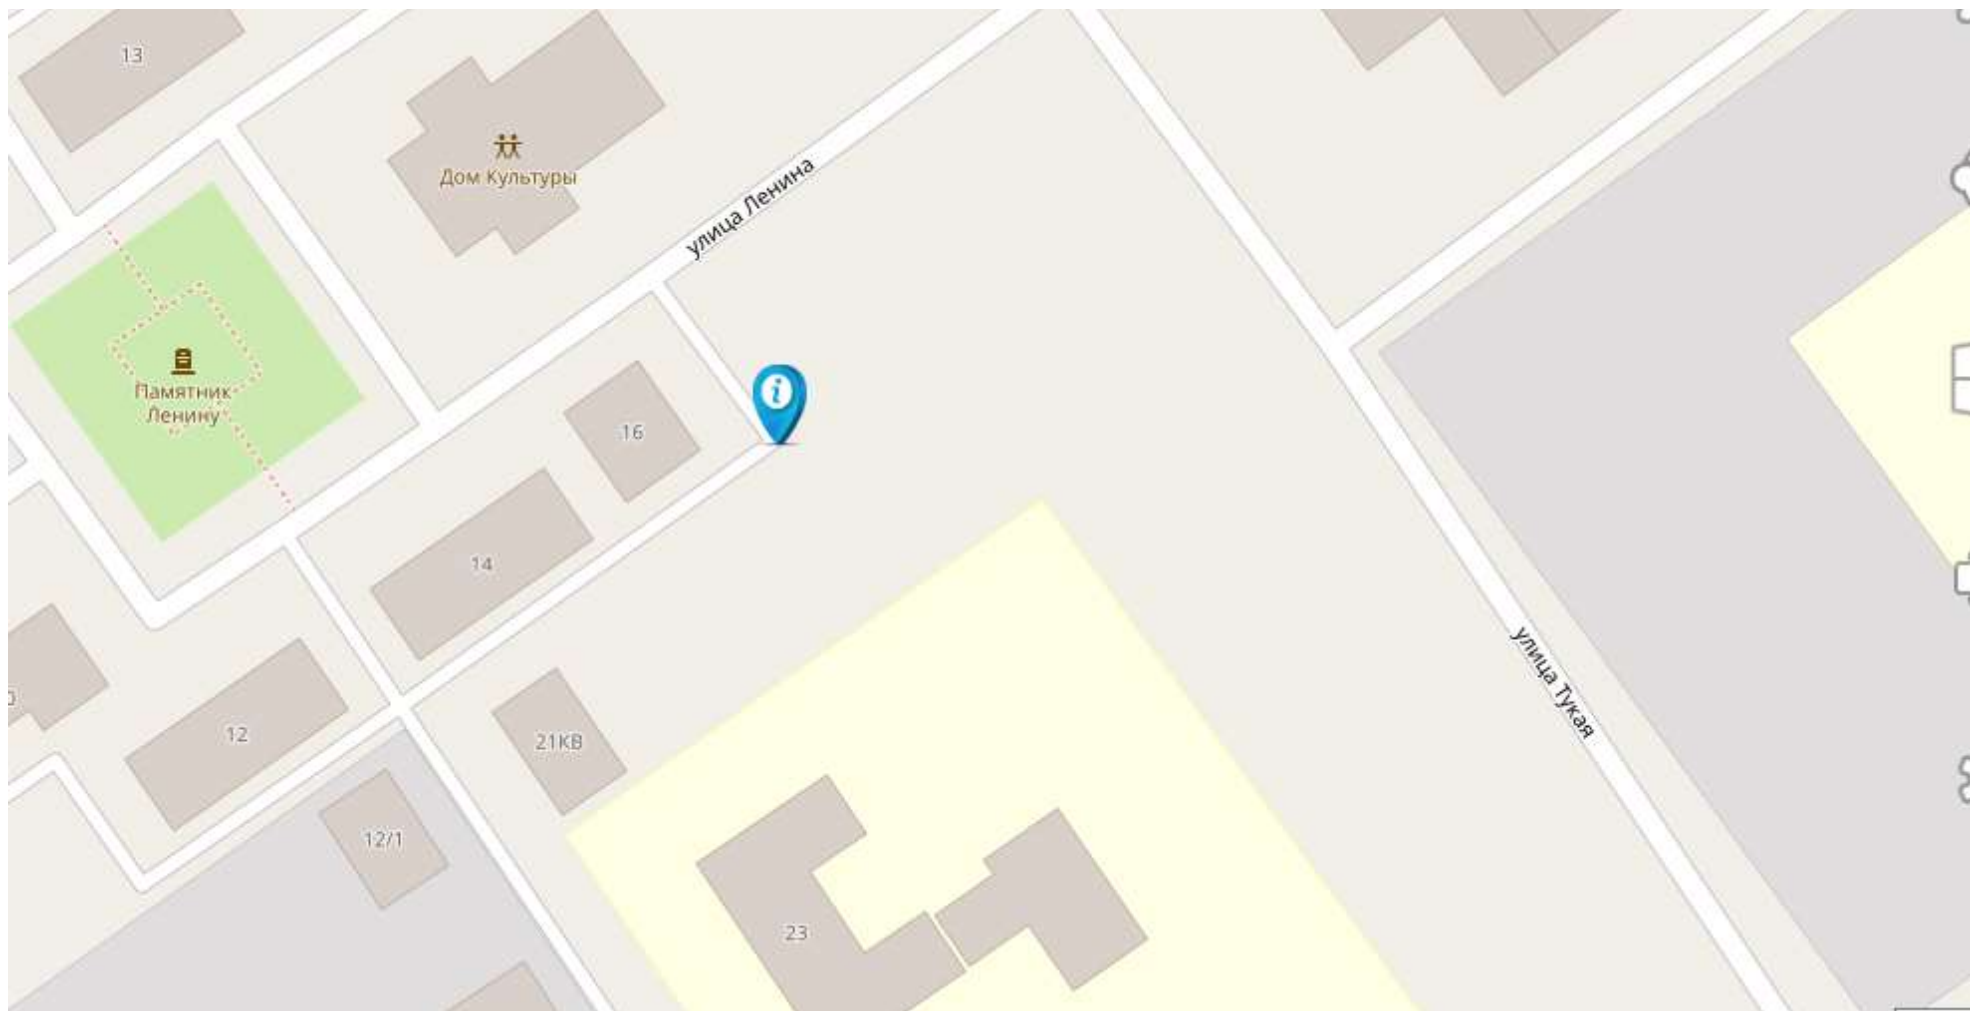 13
Дом Культуры
улица Ленина
Памятник
Ленину
16
14
12
21КВ
12/1
23
улица Тукая